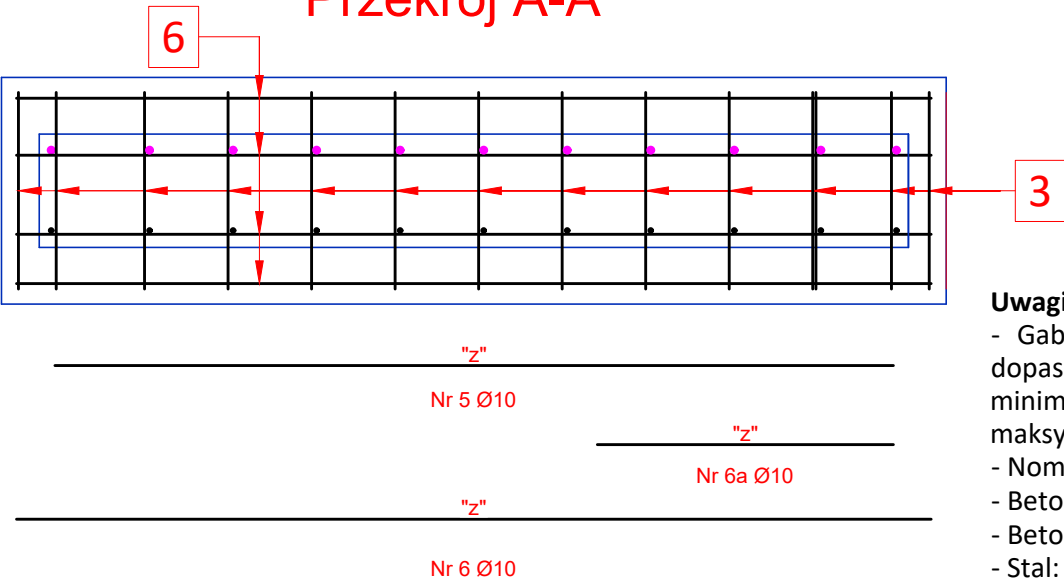 Przekrój A-A
6
3
"z"
Nr 5 Ø10
"z"
Nr 6a Ø10
"z"
Nr 6 Ø10
Uwagi
- Gab
dopas
minim
maksy
- Nom
- Beto
- Beto
- Stal: